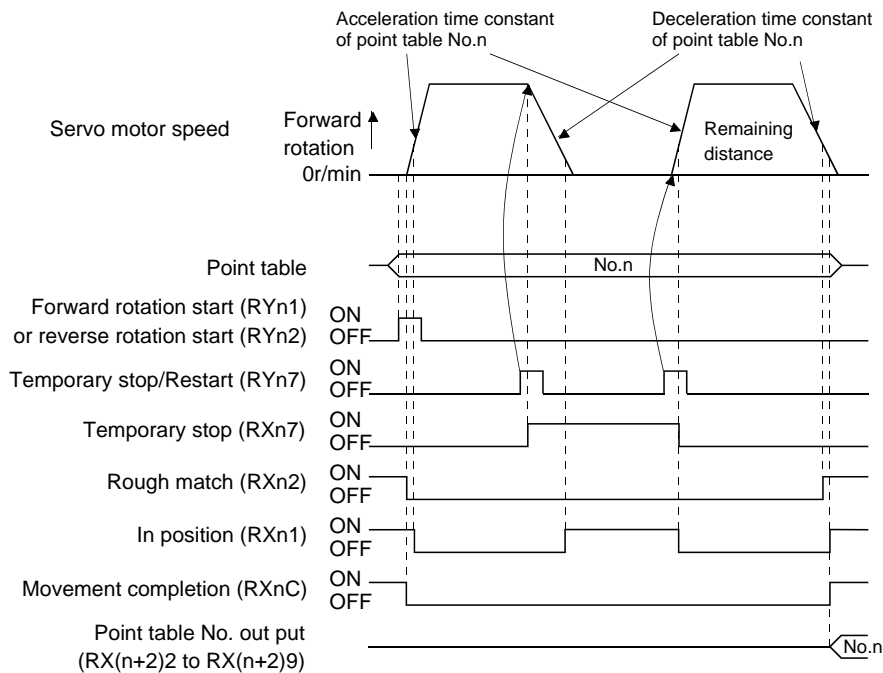 Acceleration time constant
of point table No.n
Deceleration time constant
of point table No.n
Servo motor speed
Forward
rotation
0r/min
Remaining
distance
Point table
No.n
Forward rotation start (RYn1)
or reverse rotation start (RYn2)
ON
OFF
Temporary stop/Restart (RYn7)
ON
OFF
Temporary stop (RXn7)
ON
OFF
Rough match (RXn2)
ON
OFF
In position (RXn1)
ON
OFF
Movement completion (RXnC)
ON
OFF
Point table No. out put
(RX(n+2)2 to RX(n+2)9)
No.n